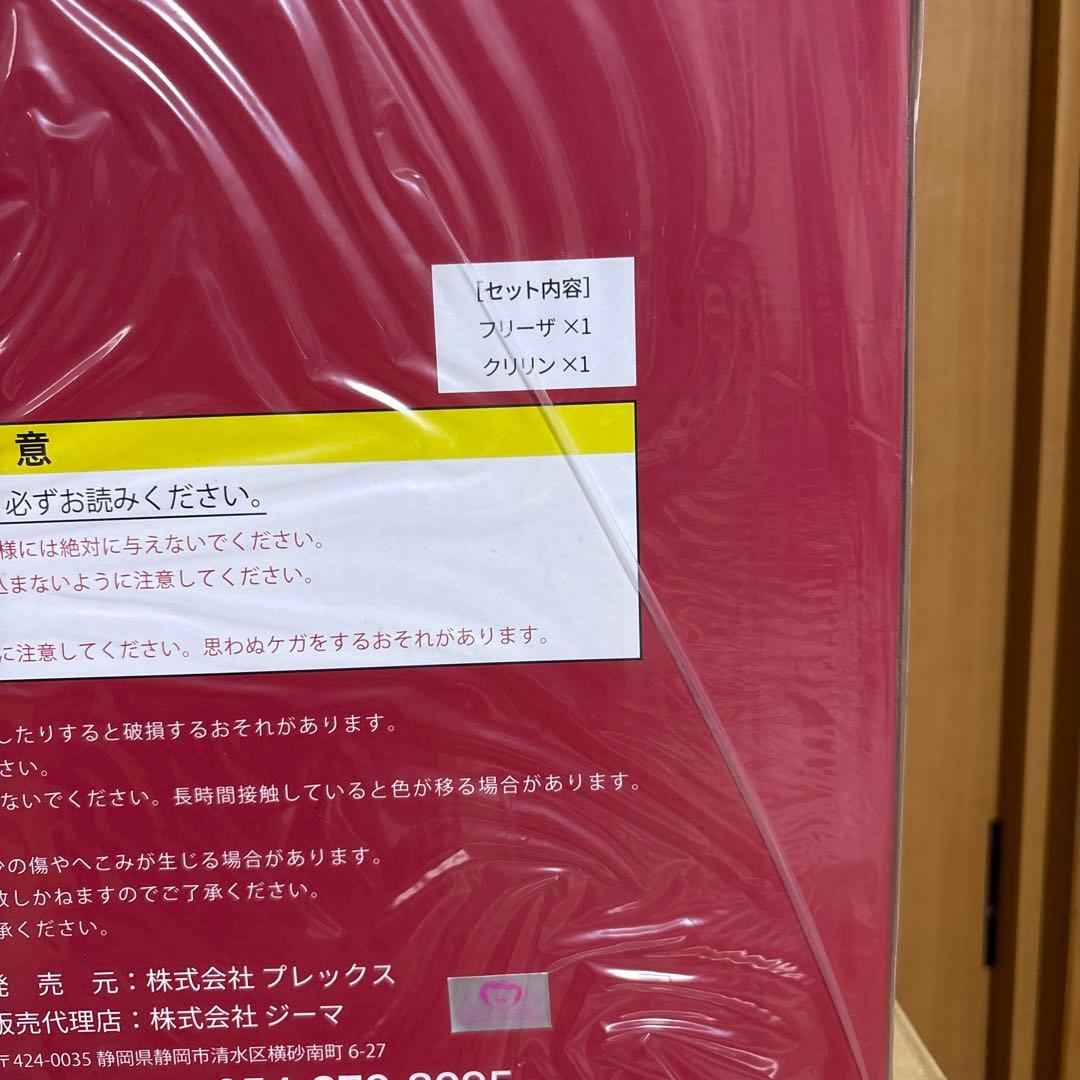 [セット内容]
フリーザ ×1
クリリン ×1
意
必ずお読みください。
様には絶対に与えないでください。
込まないように注意してください。
に注意してください。思わぬケガをするおそれがあります。
したりすると破損するおそれがあります。
さい。
ないでください。長時間接触していると色が移る場合があります。
少の傷やへこみが生じる場合があります。
致しかねますのでご了承ください。
承ください。
発 売 元：株式会社 プレックス
販売代理店：株式会社 ジーマ
〒424-0035 静岡県静岡市清水区横砂南町 6-27